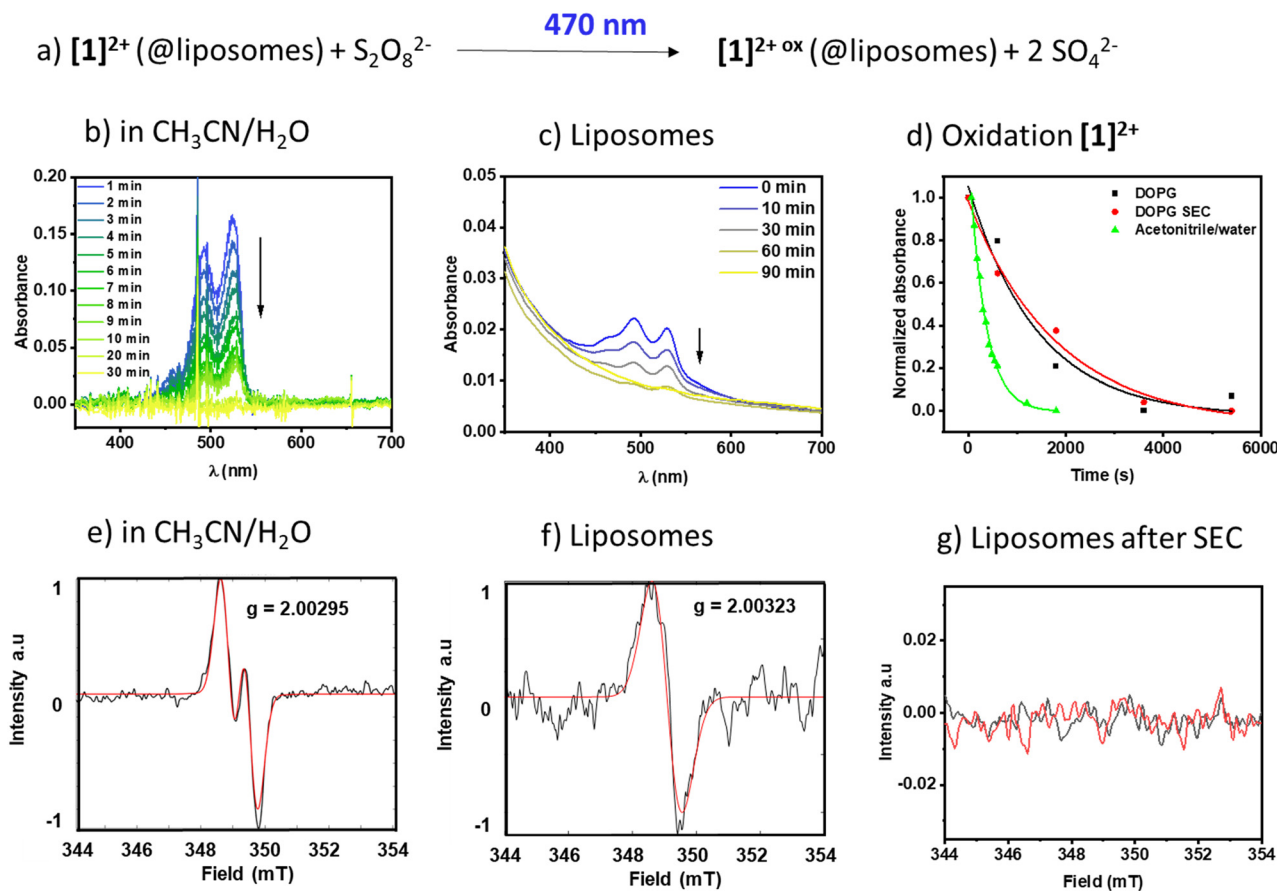 470 nm
a) [1]²⁺ (@liposomes) + S₂O₈²⁻ [1]²⁺ ᵒˣ (@liposomes) + 2 SO₄²⁻
b) in CH₃CN/H₂O
c) Liposomes
d) Oxidation [1]²⁺
0.20
0.15
0.10
0.05
0.00
Absorbance
1 min
2 min
3 min
4 min
5 min
6 min
7 min
8 min
9 min
10 min
20 min
30 min
400 500 600 700
λ (nm)
0.05
0.04
0.03
0.02
0.01
0.00
Absorbance
0 min
10 min
30 min
60 min
90 min
400 500 600 700
λ (nm)
1.0
0.8
0.6
0.4
0.2
0.0
Normalized absorbance
DOPG
DOPG SEC
Acetonitrile/water
0 2000 4000 6000
Time (s)
e) in CH₃CN/H₂O
f) Liposomes
g) Liposomes after SEC
1
0
-1
Intensity a.u
g = 2.00295
344 346 348 350 352 354
Field (mT)
1
0
-1
Intensity a.u
g = 2.00323
344 346 348 350 352 354
Field (mT)
0.02
0.00
-0.02
Intensity a.u
344 346 348 350 352 354
Field (mT)